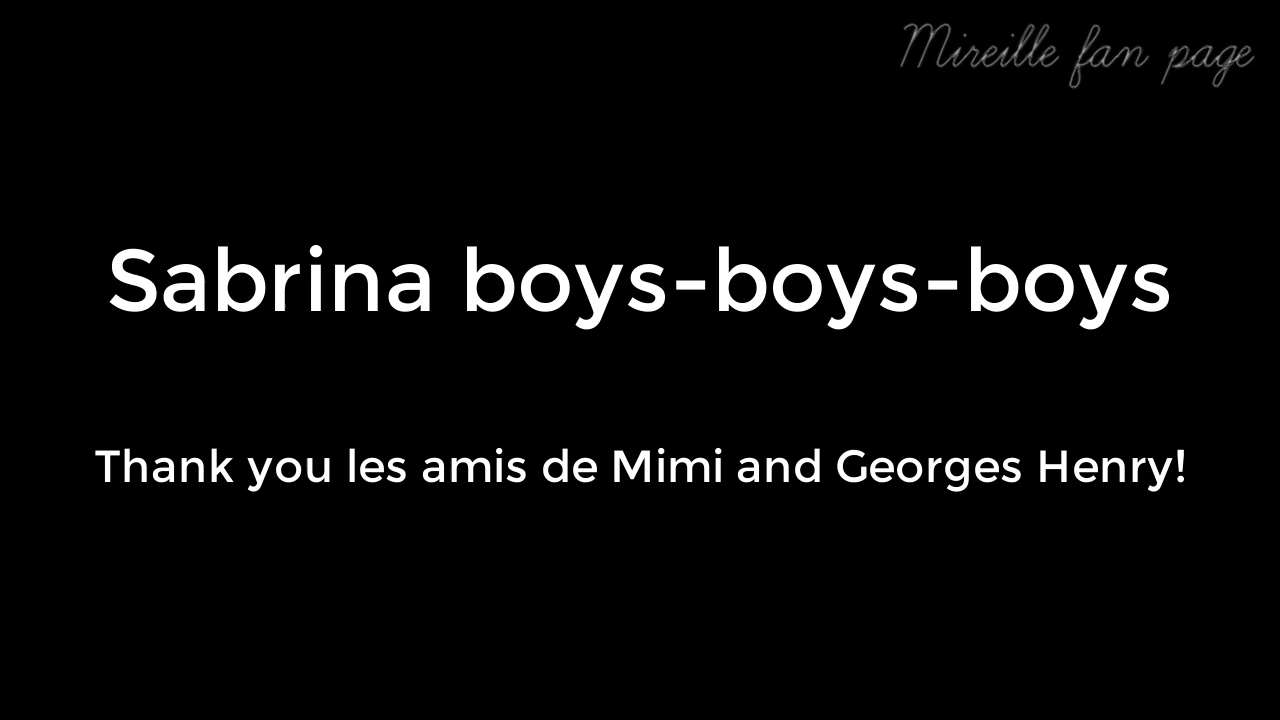 Mireille fan page
Sabrina boys-boys-boys
Thank you les amis de Mimi and Georges Henry!